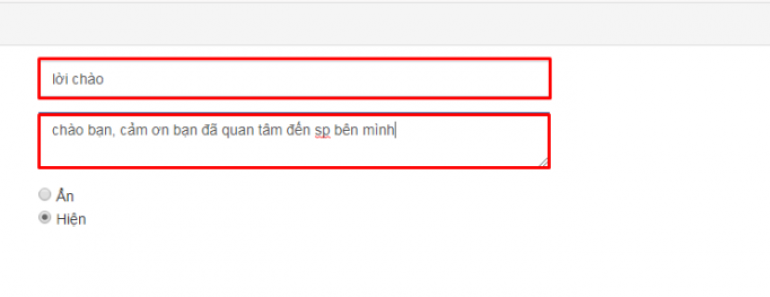 lời chào
chào bạn, cảm ơn bạn đã quan tâm đến sp bên mình
Ẩn
Hiện